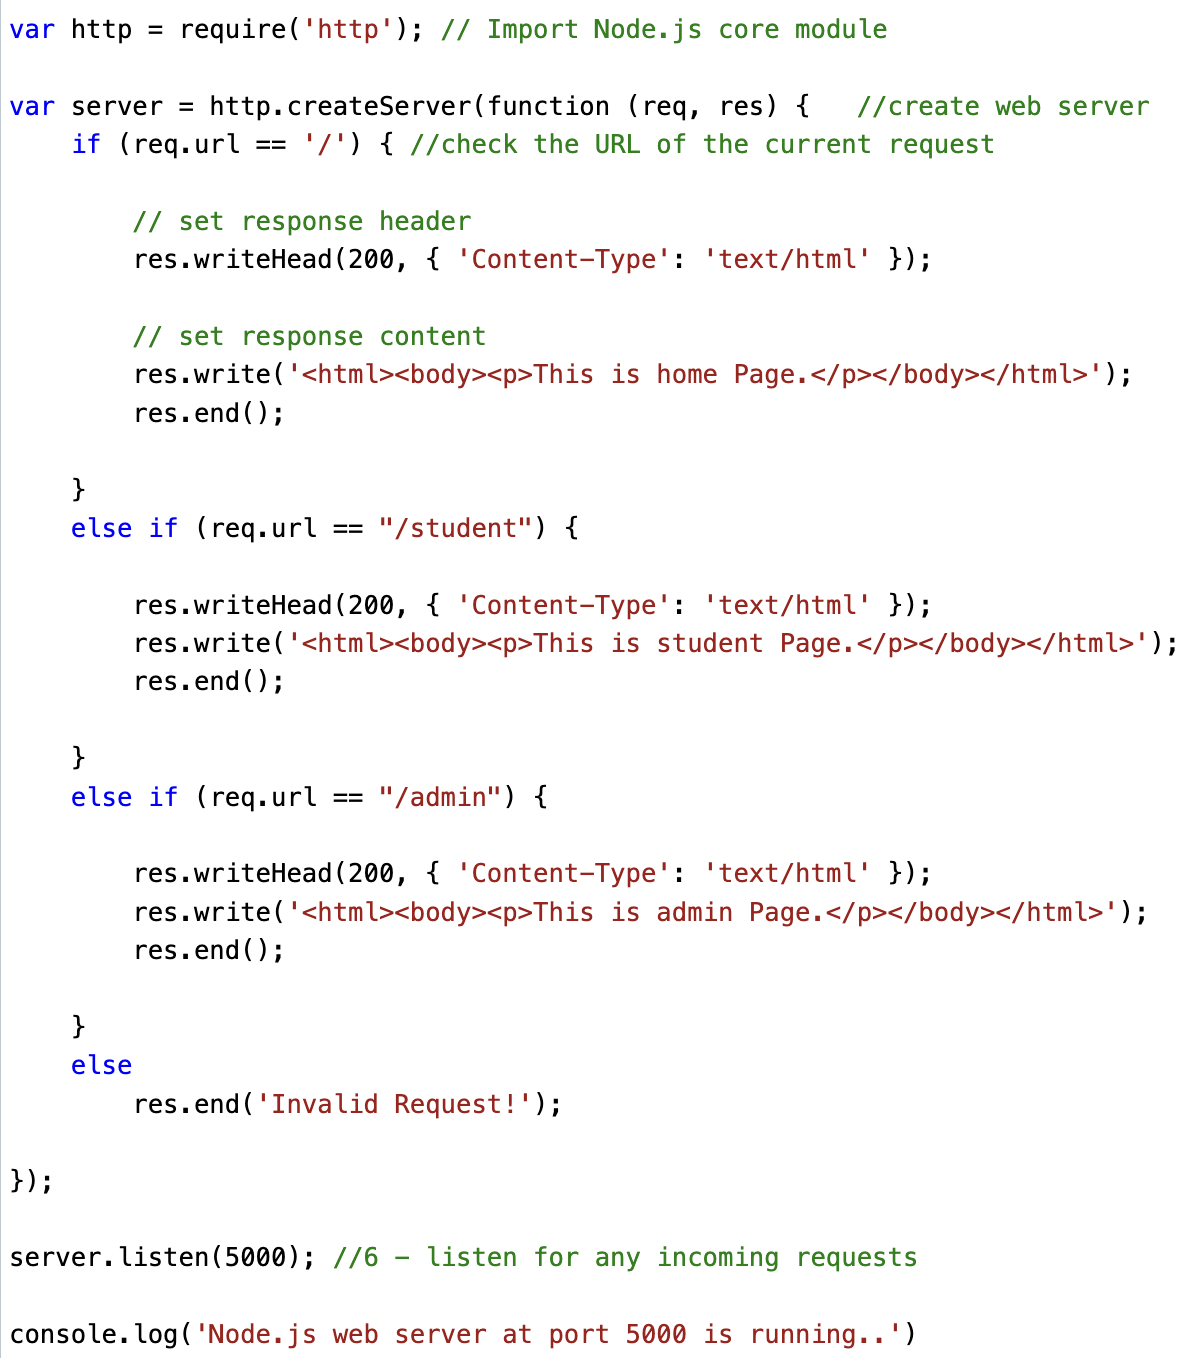 var http = require('http'); // Import Node.js core module
var server = http.createServer(function (req, res) {   //create web server
    if (req.url == '/') { //check the URL of the current request
        // set response header
        res.writeHead(200, { 'Content-Type': 'text/html' });
        // set response content
        res.write('<html><body><p>This is home Page.</p></body></html>');
        res.end();
    }
    else if (req.url == "/student") {
        res.writeHead(200, { 'Content-Type': 'text/html' });
        res.write('<html><body><p>This is student Page.</p></body></html>');
        res.end();
    }
    else if (req.url == "/admin") {
        res.writeHead(200, { 'Content-Type': 'text/html' });
        res.write('<html><body><p>This is admin Page.</p></body></html>');
        res.end();
    }
    else
        res.end('Invalid Request!');
});
server.listen(5000); //6 - listen for any incoming requests
console.log('Node.js web server at port 5000 is running..')